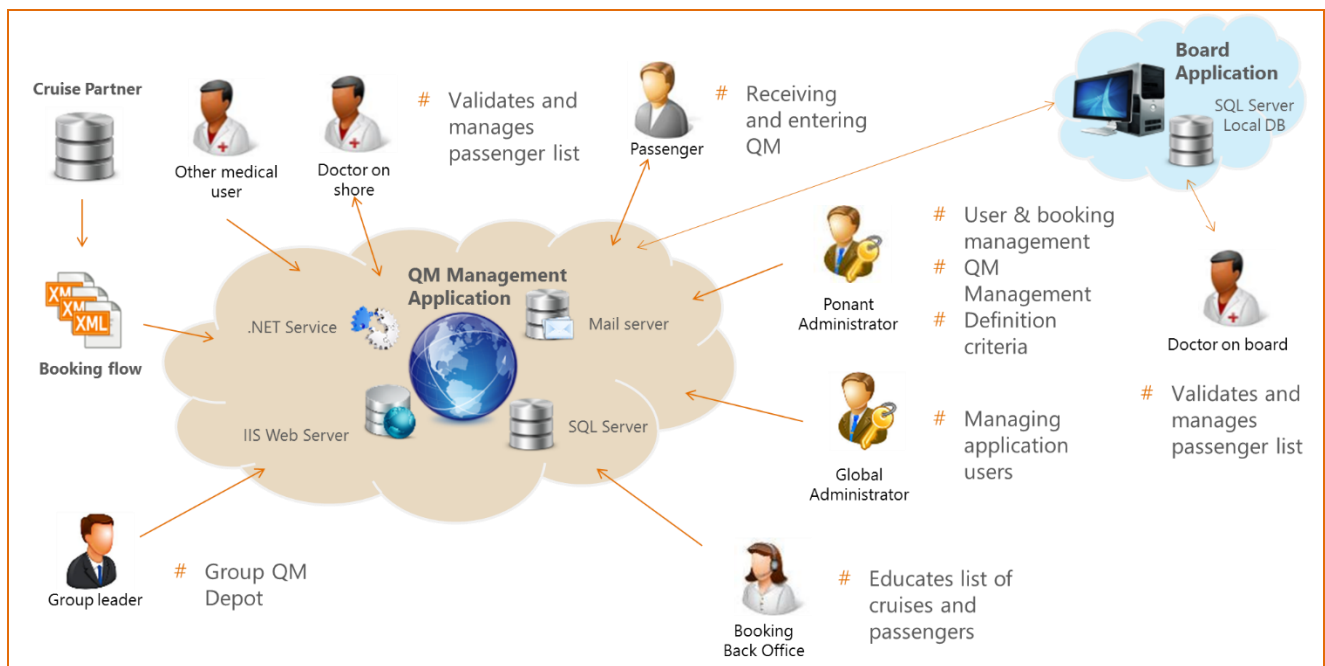 Cruise Partner
Other medical
user
Doctor on
shore
# Validates and
manages
passenger list
Passenger
# Receiving
and entering
QM
Board
Application
SQL Server
Local DB
XM
XM
XML
Booking flow
QM Management
Application
.NET Service
Mail server
IIS Web Server
SQL Server
Ponant
Administrator
# User & booking
management
# QM
Management
# Definition
criteria
Doctor on board
# Validates and
manages
passenger list
Global
Administrator
# Managing
application
users
Group leader
# Group QM
Depot
Booking
Back Office
# Educates list of
cruises and
passengers